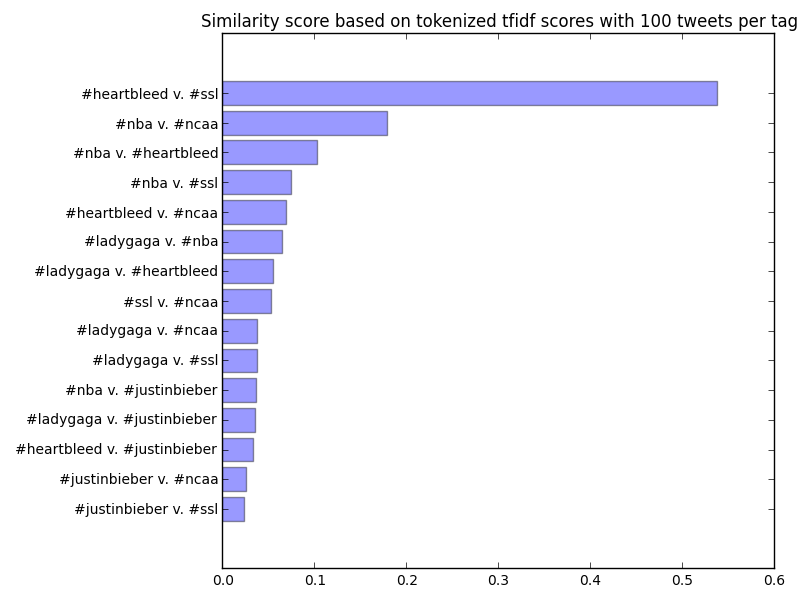 Similarity score based on tokenized tfidf scores with 100 tweets per tag
#heartbleed v. #ssl
#nba v. #ncaa
#nba v. #heartbleed
#nba v. #ssl
#heartbleed v. #ncaa
#ladygaga v. #nba
#ladygaga v. #heartbleed
#ssl v. #ncaa
#ladygaga v. #ncaa
#ladygaga v. #ssl
#nba v. #justinbieber
#ladygaga v. #justinbieber
#heartbleed v. #justinbieber
#justinbieber v. #ncaa
#justinbieber v. #ssl
0.0 0.1 0.2 0.3 0.4 0.5 0.6